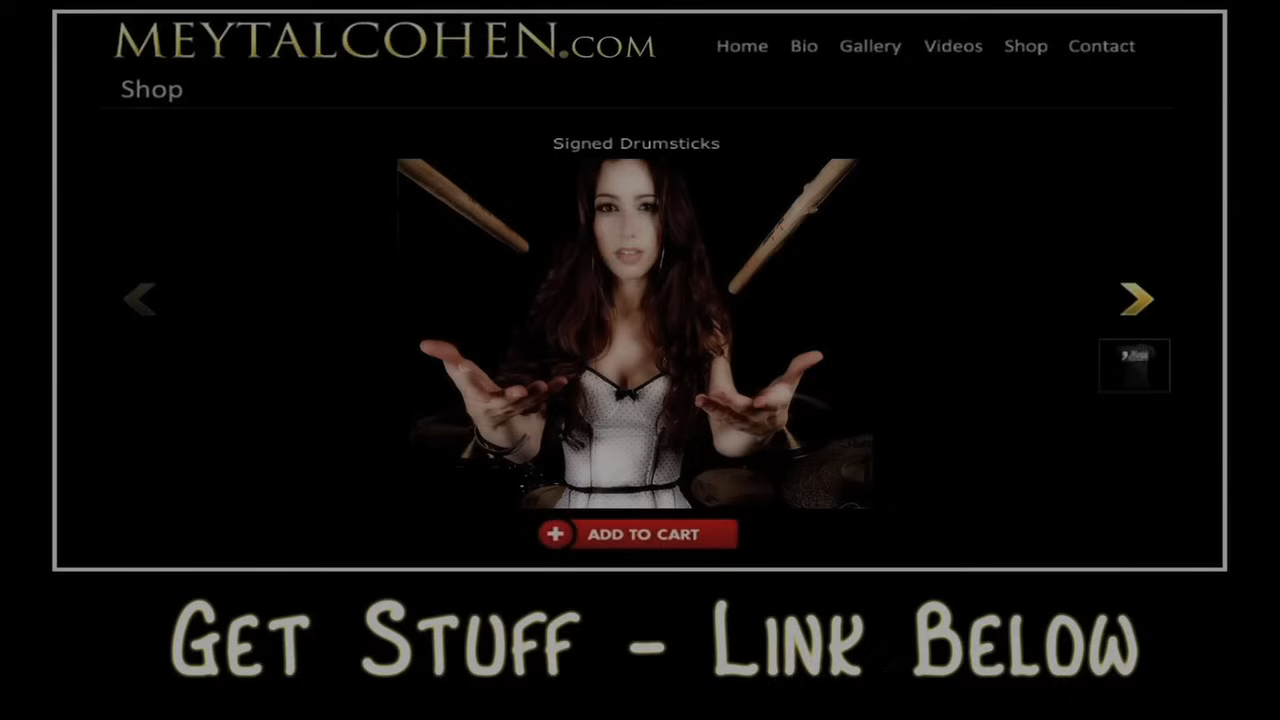 MEYTALCOHEN.COM
Home Bio Gallery Videos Shop Contact
Shop
Signed Drumsticks
ADD TO CART
GET STUFF - LINK BELOW